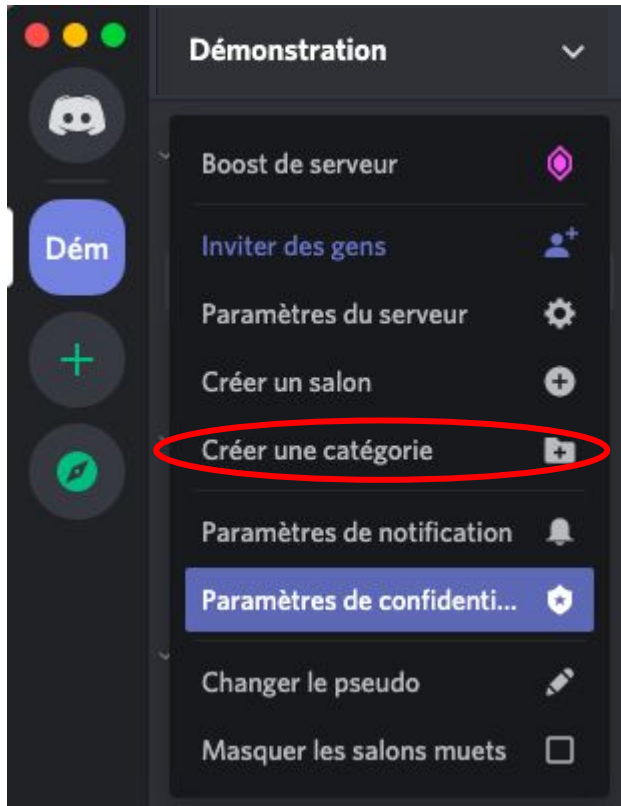 Démonstration
Boost de serveur
Dém
Inviter des gens
Paramètres du serveur
Créer un salon
Créer une catégorie
Paramètres de notification
Paramètres de confidenti...
Changer le pseudo
Masquer les salons muets